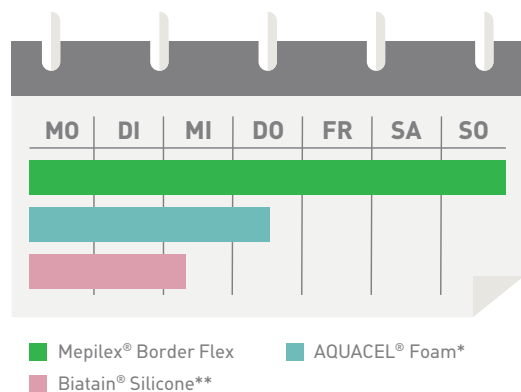 MO DI MI DO FR SA SO
Mepilex® Border Flex AQUACEL® Foam*
Biatain® Silicone**